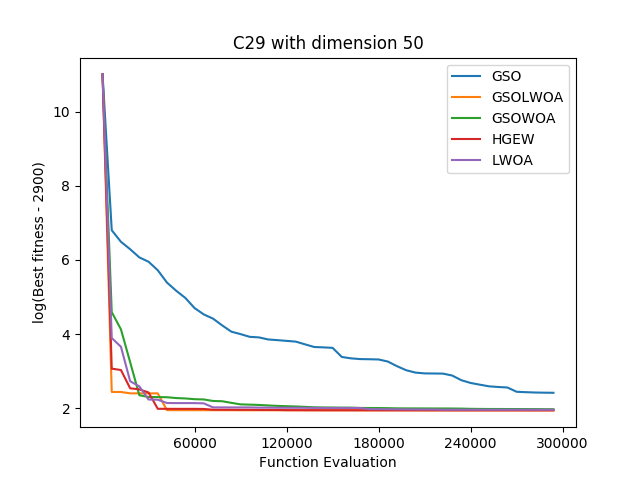 C29 with dimension 50
log(Best fitness - 2900)
10
8
6
4
2
GSO
GSOLWOA
GSOWOA
HGEW
LWOA
60000 120000 180000 240000 300000
Function Evaluation